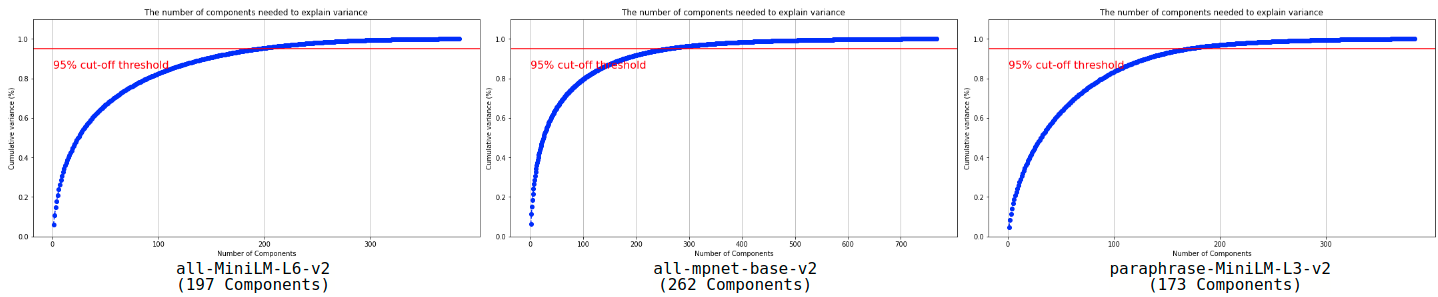 The number of components needed to explain variance
1.0
0.8
0.6
0.4
0.2
0.0
Cumulative variance (%)
95% cut-off threshold
0 100 200 300
Number of Components
all-MiniLM-L6-v2
(197 Components)
The number of components needed to explain variance
1.0
0.8
0.6
0.4
0.2
0.0
Cumulative variance (%)
95% cut-off threshold
0 100 200 300 400 500 600 700
Number of Components
all-mpnet-base-v2
(262 Components)
The number of components needed to explain variance
1.0
0.8
0.6
0.4
0.2
0.0
Cumulative variance (%)
95% cut-off threshold
0 100 200 300
Number of Components
paraphrase-MiniLM-L3-v2
(173 Components)